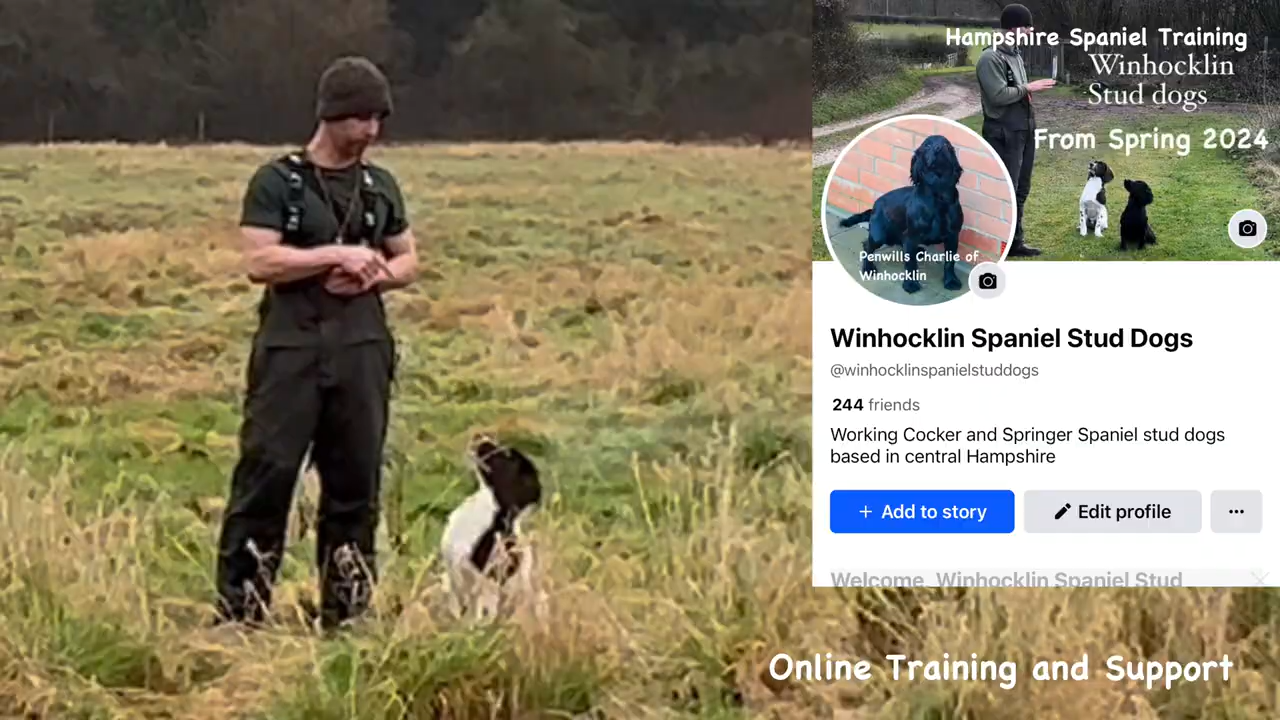 Hampshire Spaniel Training
Winhocklin
Stud dogs
From Spring 2024
Penwills Charlie of
Winhocklin
Winhocklin Spaniel Stud Dogs
@winhocklinspanielstuddogs
244 friends
Working Cocker and Springer Spaniel stud dogs
based in central Hampshire
+ Add to story
Edit profile
Welcome, Winhocklin Spaniel Stud
Online Training and Support